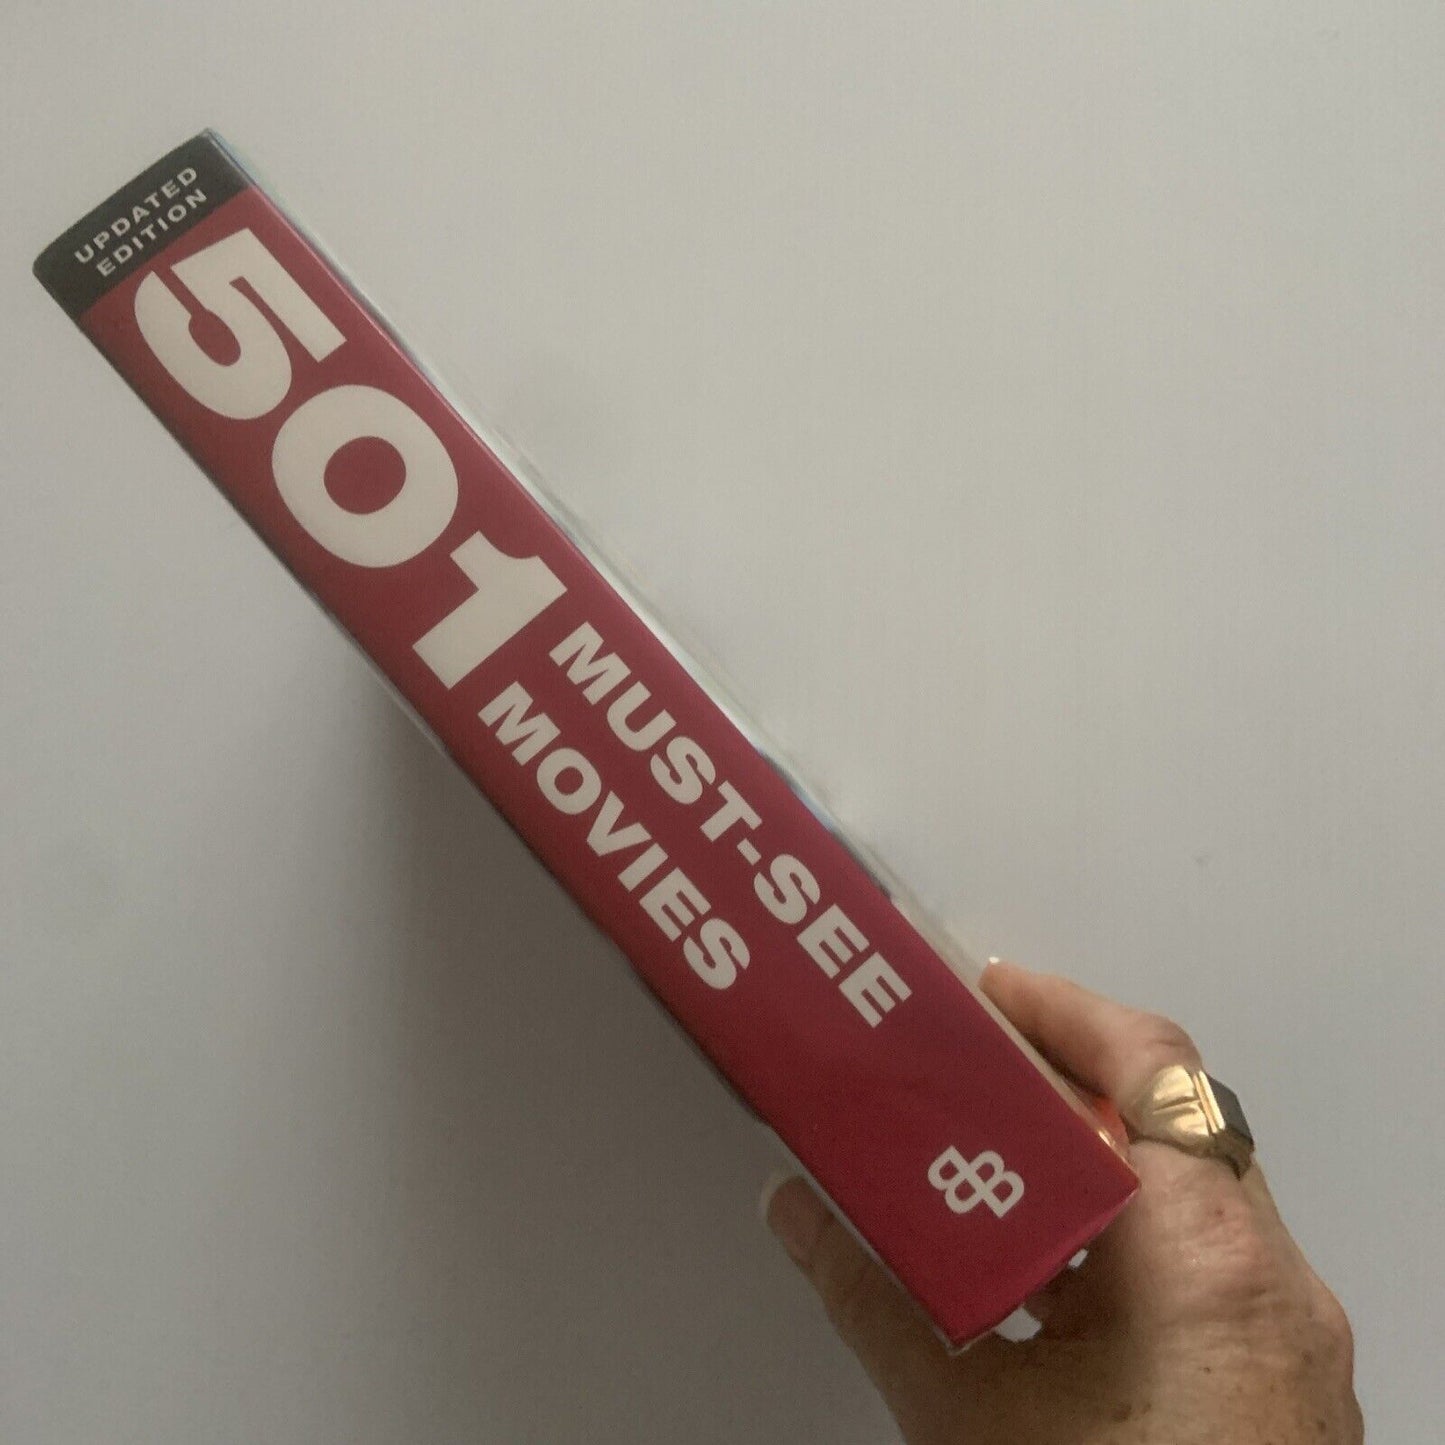 UPDATED
EDITION
501
MUST-SEE
MOVIES